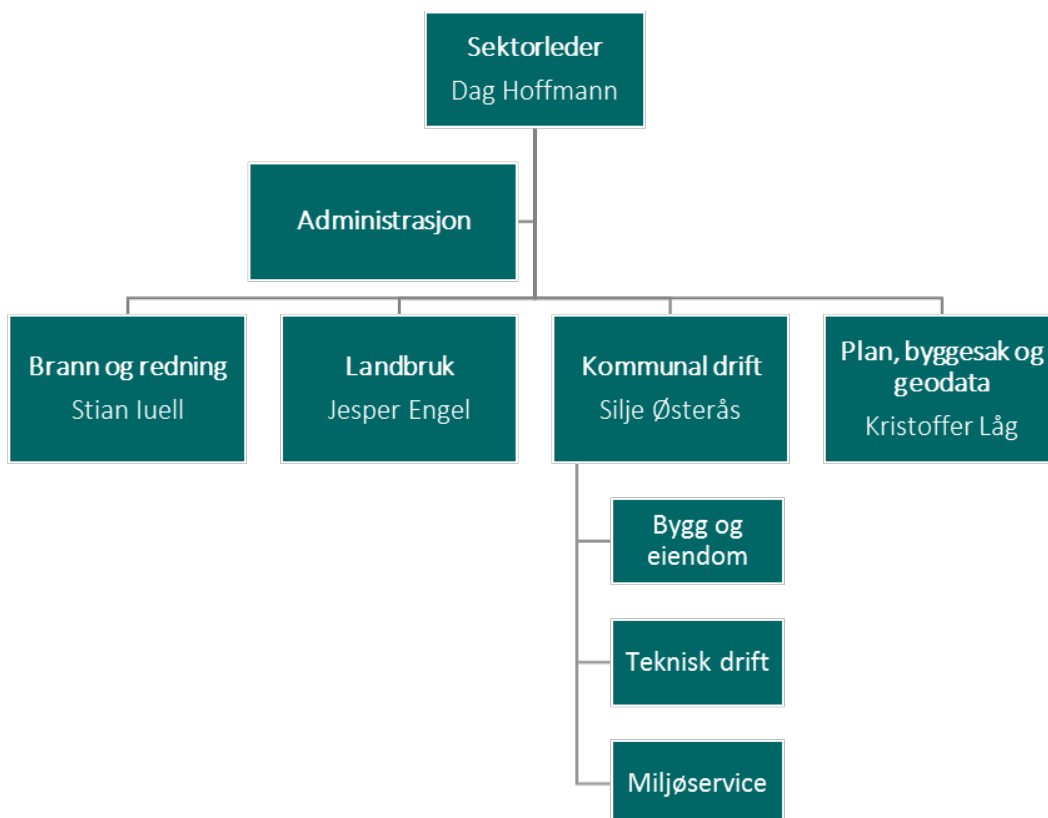 Sektorleder
Dag Hoffmann
Administrasjon
Brann og redning
Stian Iuell
Landbruk
Jesper Engel
Kommunal drift
Silje Østerås
Plan, byggesak og
geodata
Kristoffer Låg
Bygg og
eiendom
Teknisk drift
Miljøservice